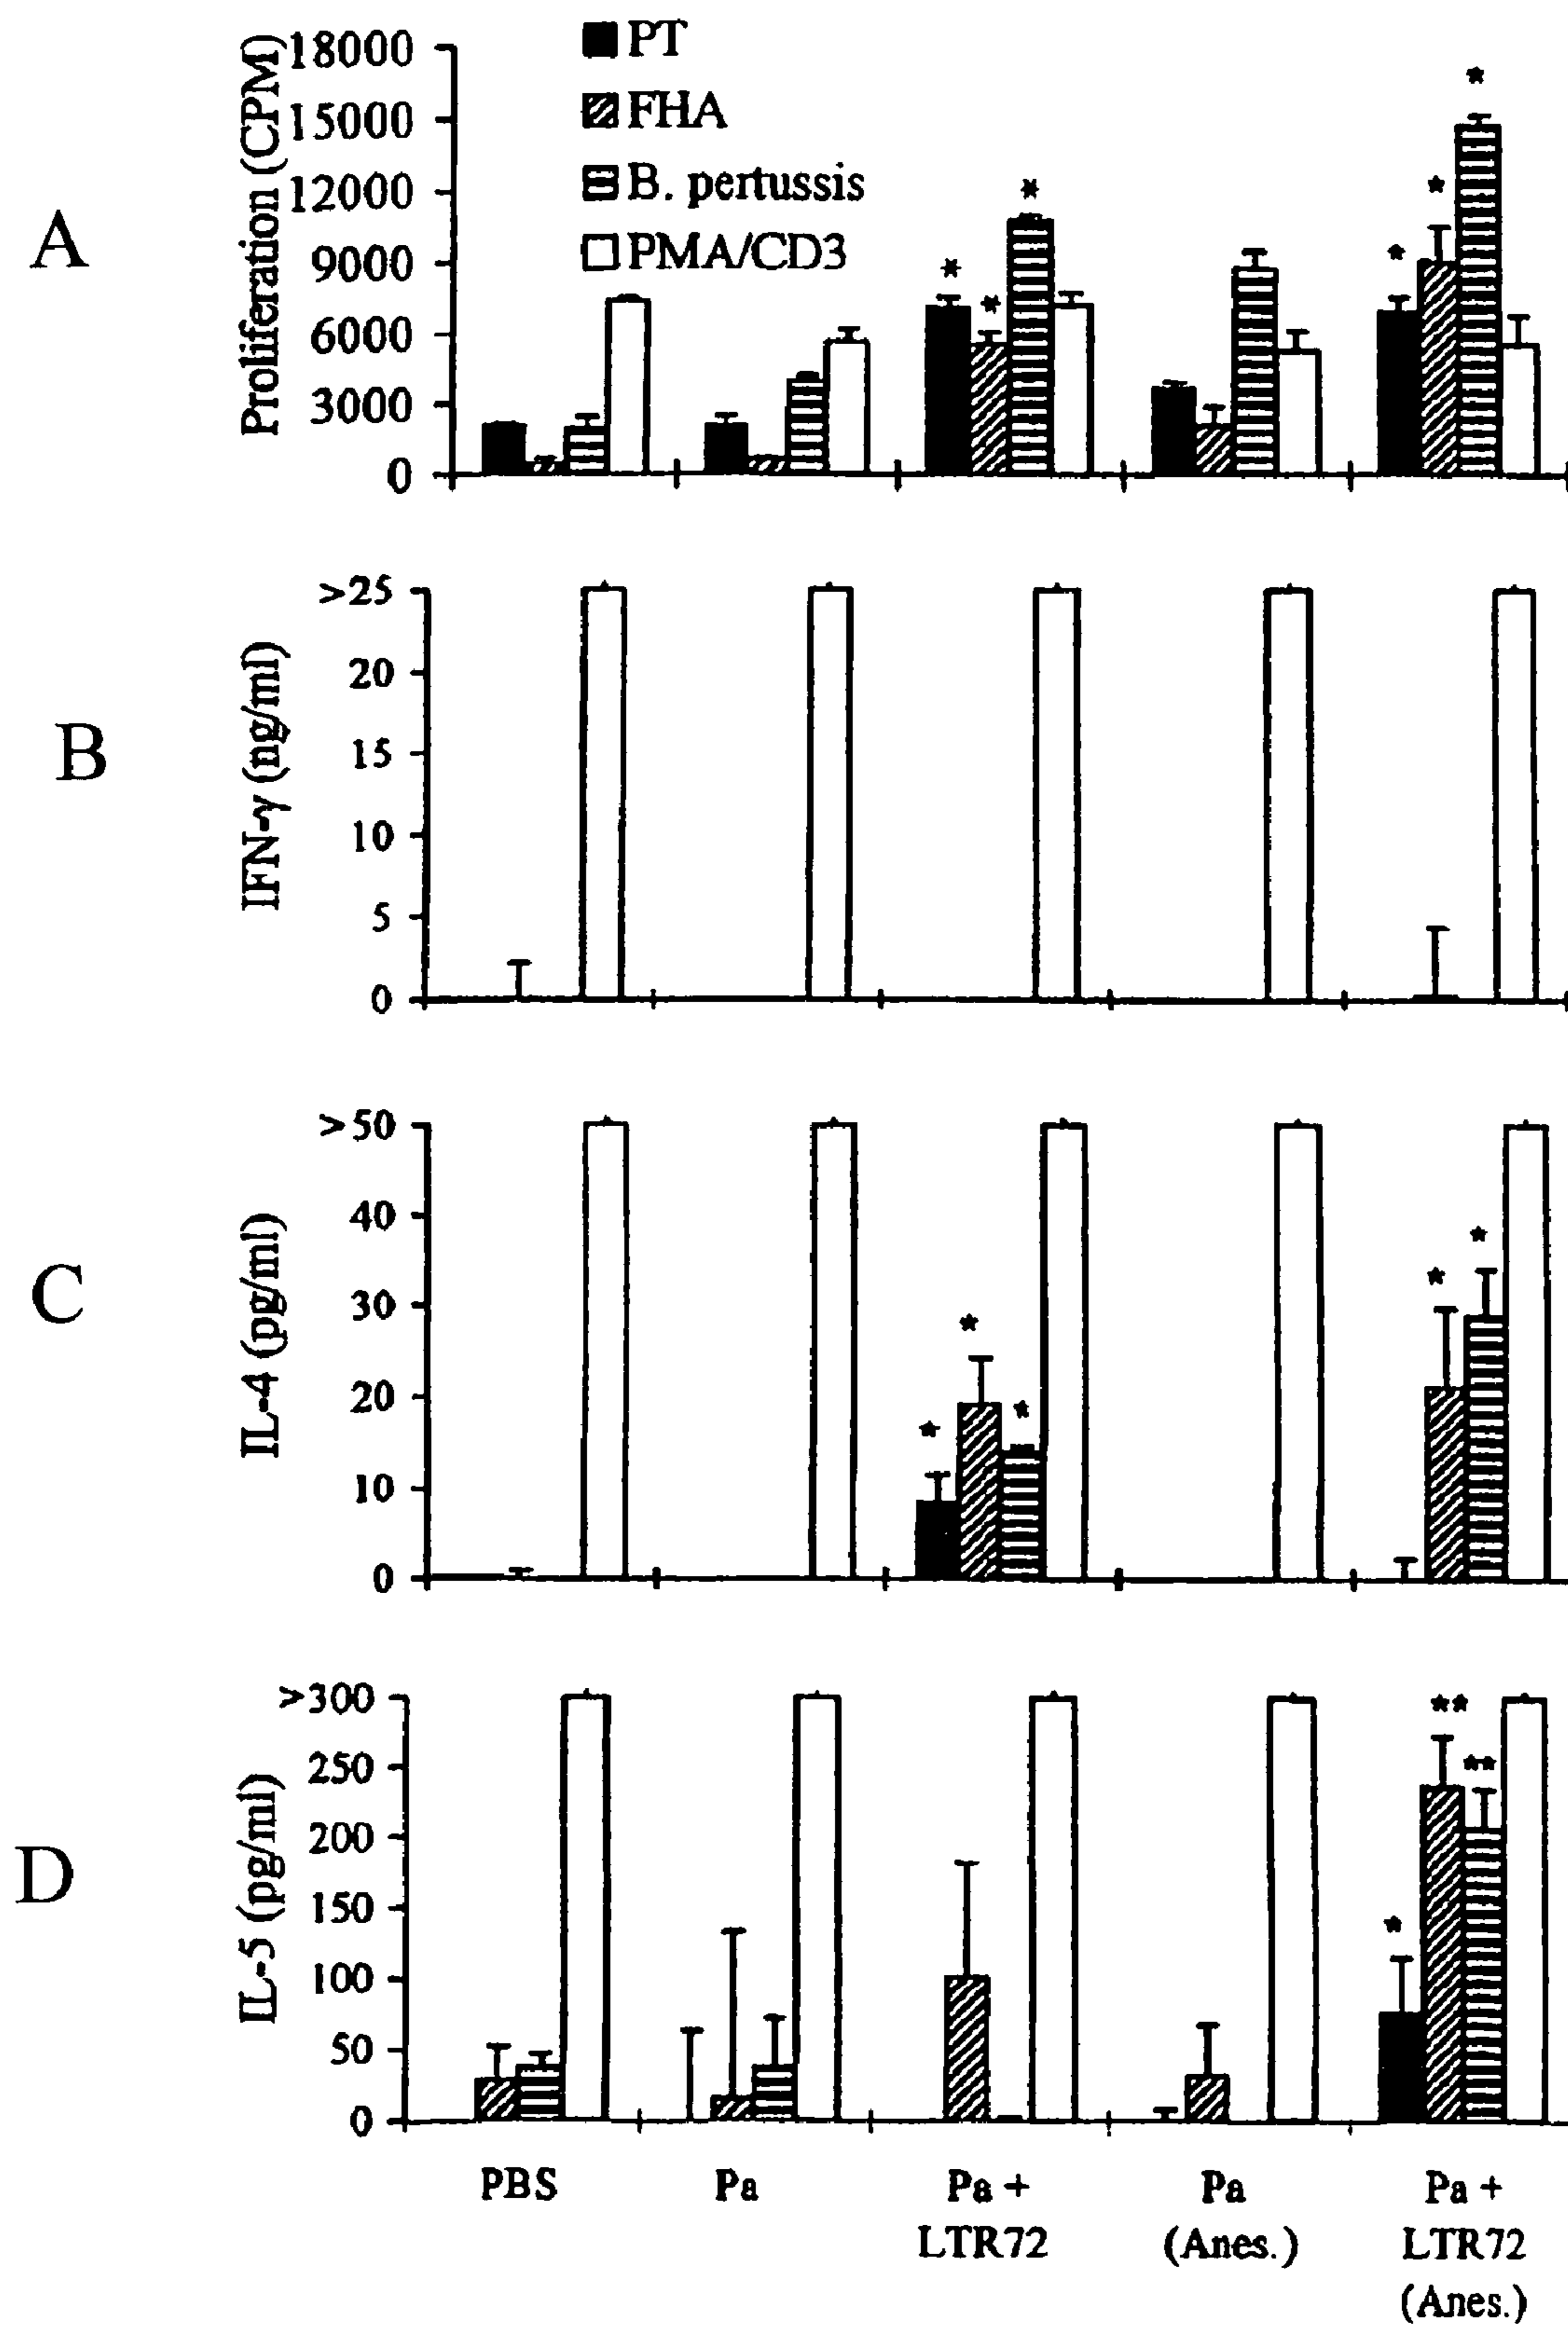 A
Proliferation (CPM)
18000
15000
12000
9000
6000
3000
0
PT
FHA
B. pertussis
PMA/CD3
*
*
*
*
*
*
B
IFN-γ (ng/ml)
>25
20
15
10
5
0
C
IL-4 (pg/ml)
>50
40
30
20
10
0
*
*
*
*
*
D
IL-5 (pg/ml)
>300
250
200
150
100
50
0
*
**
**
PBS
Pa
Pa +
LTR72
Pa
(Anes.)
Pa +
LTR72
(Anes.)